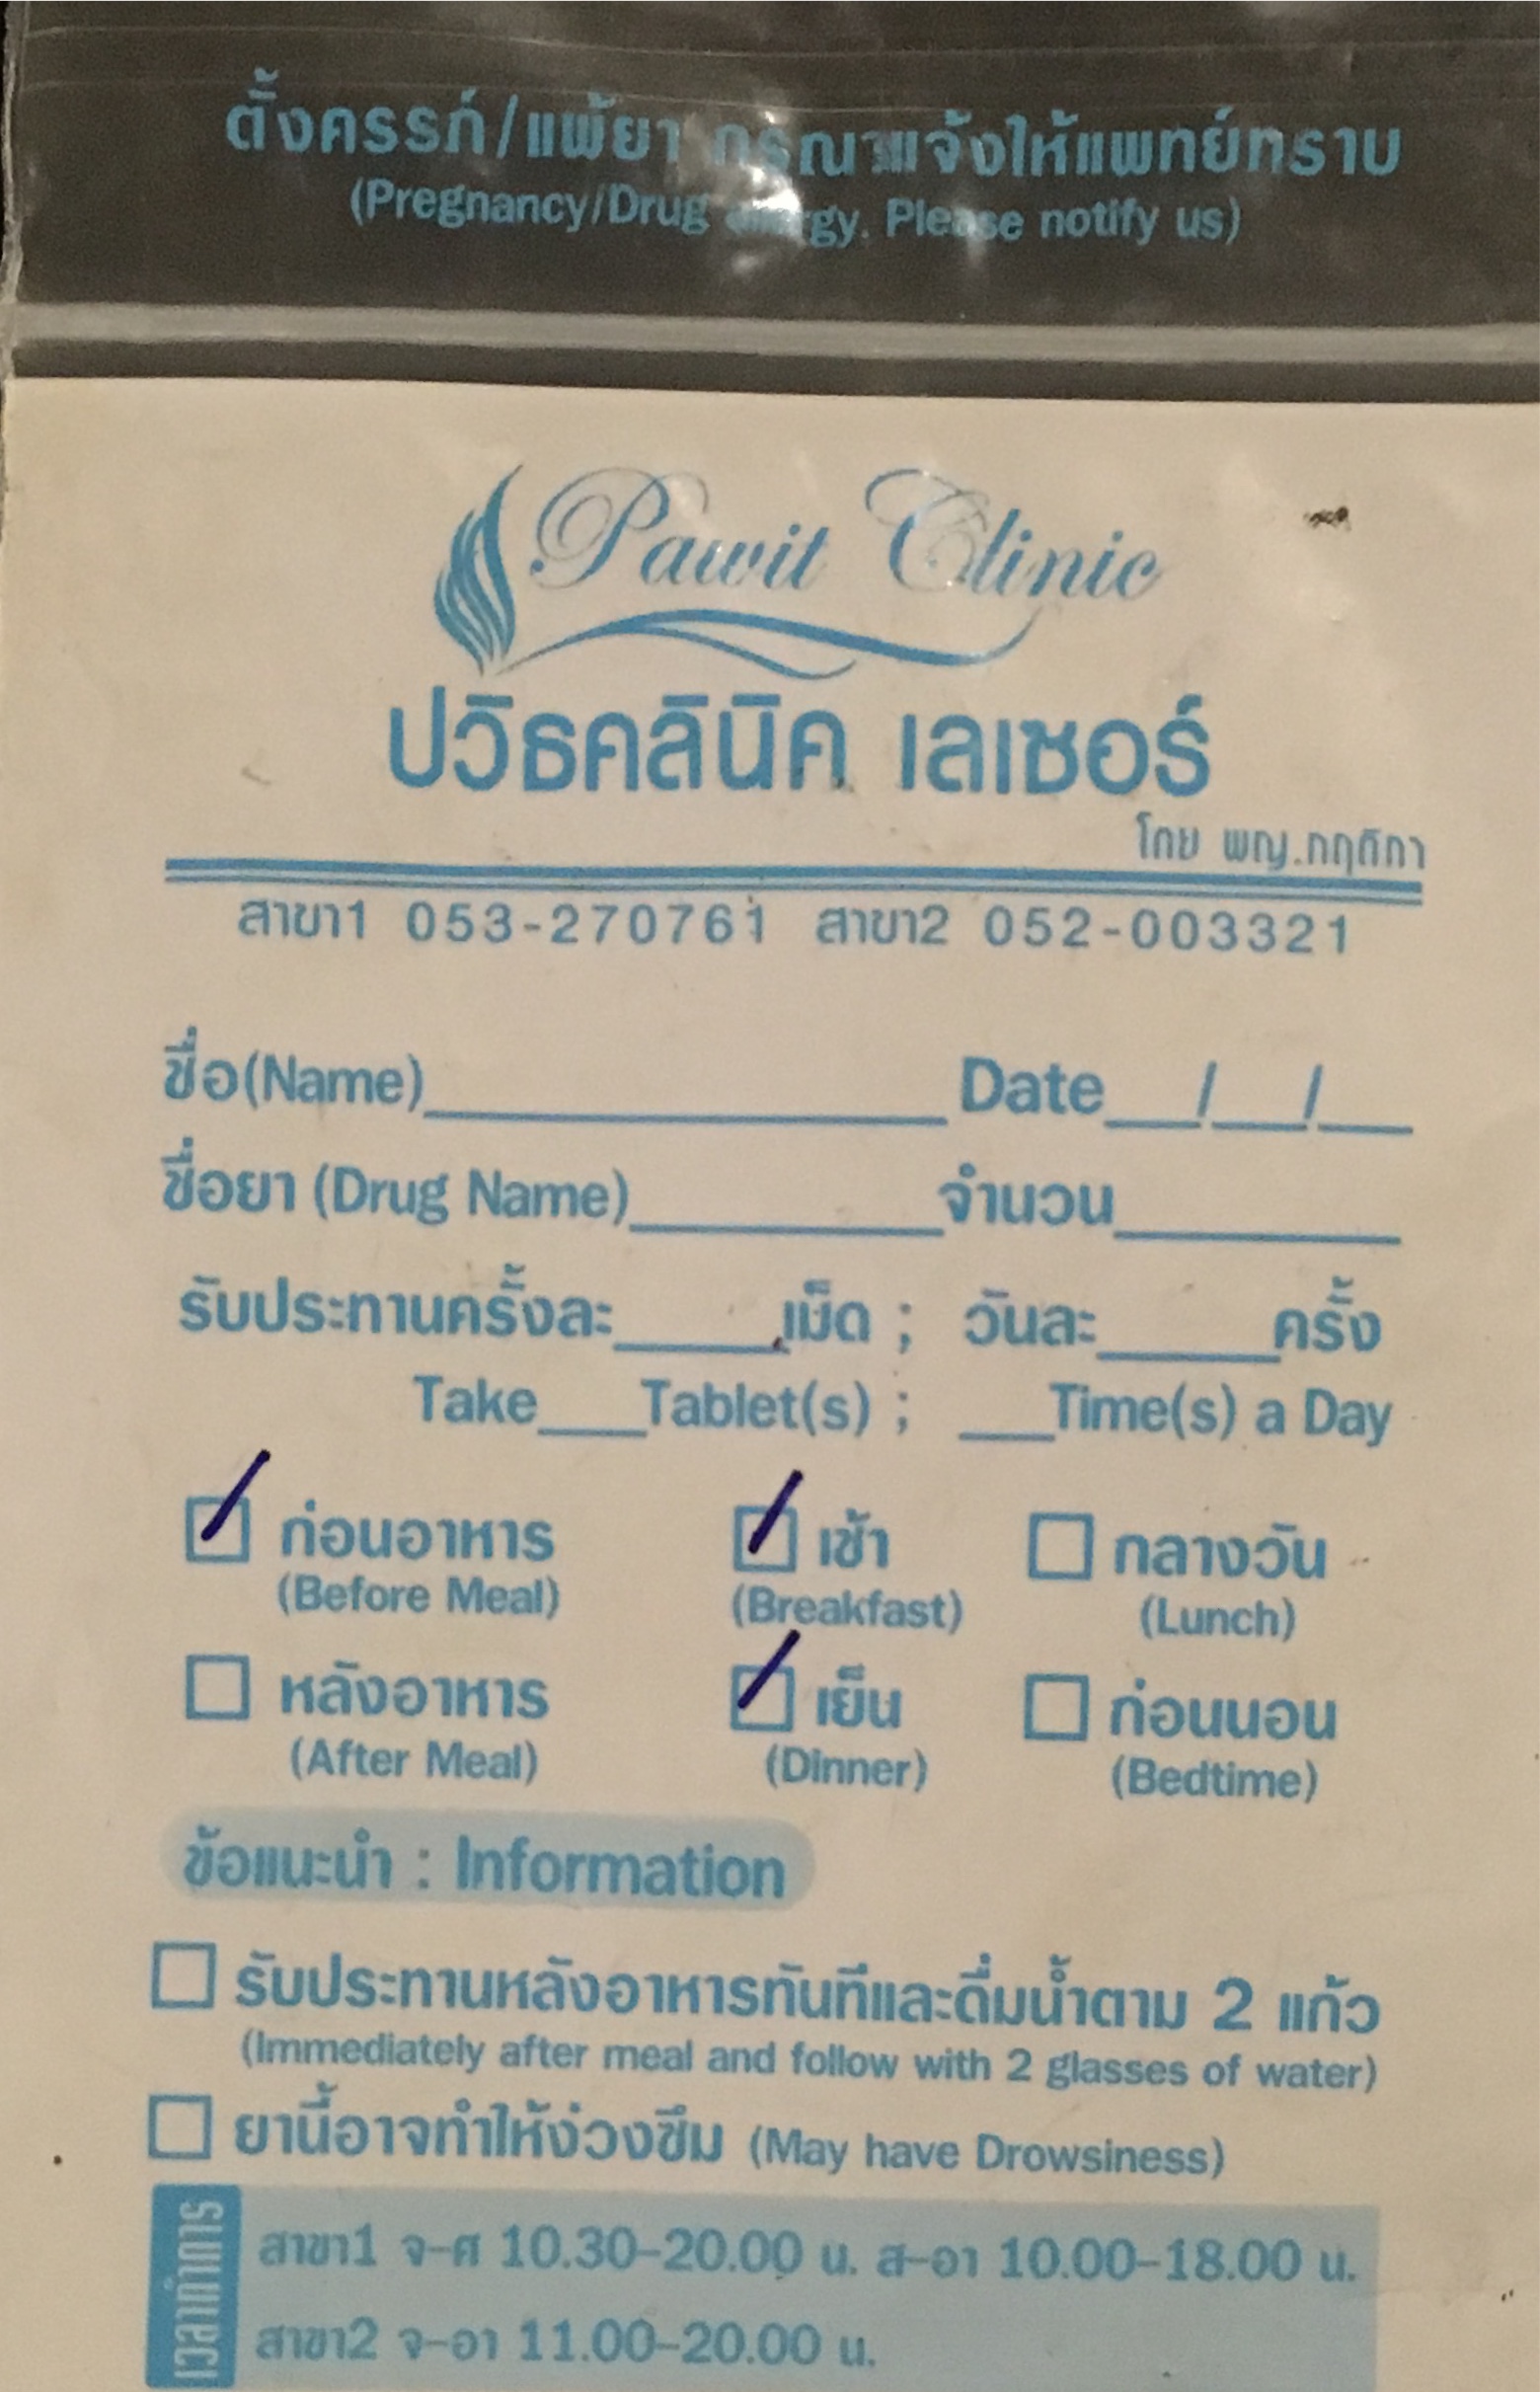 ตั้งครรภ์/แพ้ยา กรุณาแจ้งให้แพทย์ทราบ
(Pregnancy/Drug allergy. Please notify us)
Pawit Clinic
ปวิธคลินิค เลเซอร์
โดย พญ.กฤติกา
สาขา1 053-270761 สาขา2 052-003321
ชื่อ(Name)__________ Date__/__/__
ชื่อยา (Drug Name)______จำนวน______
รับประทานครั้งละ____เม็ด ; วันละ____ครั้ง
Take___Tablet(s) ; ___Time(s) a Day
ก่อนอาหาร เช้า กลางวัน
(Before Meal) (Breakfast) (Lunch)
หลังอาหาร เย็น ก่อนนอน
(After Meal) (Dinner) (Bedtime)
ข้อแนะนำ : Information
รับประทานหลังอาหารทันทีและดื่มน้ำตาม 2 แก้ว
(Immediately after meal and follow with 2 glasses of water)
ยานี้อาจทำให้ง่วงซึม (May have Drowsiness)
เวลาทำการ
สาขา1 จ-ศ 10.30-20.00 น. ส-อา 10.00-18.00 น.
สาขา2 จ-อา 11.00-20.00 น.